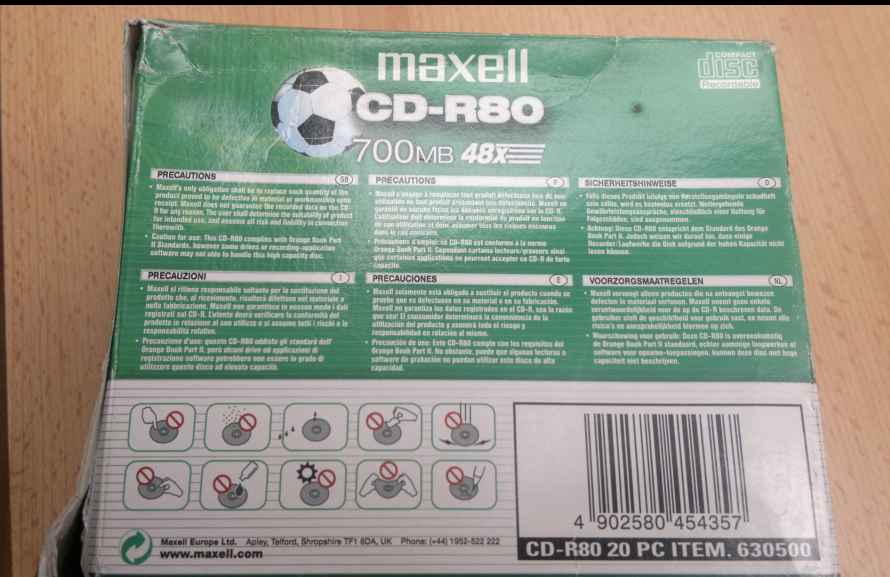 maxell
COMPACT
disc
Recordable
CD-R80
700MB 48x
PRECAUTIONS GB
• Maxell's only obligation shall be to replace such quantity of the
product proved to be defective in material or workmanship upon
receipt. Maxell does not guarantee the recorded data on the CD-
R for any reason. The user shall determine the suitability of product
for intended use, and assume all risk and liability in connection
therewith.
• Caution for use: This CD-R80 complies with Orange Book Part
II Standards, however some drives or recording-application
software may not able to handle this high capacity disc.
PRÉCAUTIONS F
• Maxell s'engage à remplacer tout produit défectueux lors de son
utilisation ou tout produit présentant une défectuosité. Maxell ne
garantit en aucune façon les données enregistrées sur le CD-R.
L'utilisateur doit déterminer la conformité du produit en fonction
de son utilisation et donc assumer tous les risques encourus
dans le cas contraire.
• Précautions d'emploi: ce CD-R80 est conforme à la norme
Orange Book Part II. Cependant certains lecteurs/graveurs ainsi
que certaines applications ne pourront accepter ce CD-R de forte
capacité.
SICHERHEITSHINWEISE D
• Falls dieses Produkt infolge von Herstellungsmängeln schadhaft
sein sollte, wird es kostenlos ersetzt. Weitergehende
Gewährleistungsansprüche, einschließlich einer Haftung für
Folgeschäden, sind ausgenommen.
• Achtung! Diese CD-R80 entspricht dem Standard des Orange
Book Part II. Jedoch weisen wir darauf hin, dass einige
Recorder/Laufwerke die Disk aufgrund der hohen Kapazität nicht
lesen können.
PRECAUZIONI I
• Maxell si ritiene responsabile soltanto per la sostituzione del
prodotto che, al ricevimento, risulterà difettoso nel materiale o
nella fabbricazione. Maxell non garantisce in nessun modo i dati
registrati sul CD-R. L'utente dovrà verificare la conformità del
prodotto in relazione al suo utilizzo e si assume tutti i rischi e le
responsabilità relative.
• Precauzione d'uso: questo CD-R80 soddisfa gli standard dell'
Orange Book Part II, però alcuni drive ed applicazioni di
registrazione software potrebbero non essere in grado di
utilizzare questo disco ad elevata capacità.
PRECAUCIONES E
• Maxell solamente está obligado a sustituir el producto cuando se
pruebe que es defectuoso en su material o en su fabricación.
Maxell no garantiza los datos registrados en el CD-R, sea la razón
que sea! El consumidor determinará la conveniencia de la
utilización del producto y asumirá todo el riesgo y
responsabilidad en relación al mismo.
• Precaución de uso: Este CD-R80 cumple con los requisitos del
Orange Book Part II. No obstante, puede que algunas lectoras o
software de grabación no puedan utilizar este disco de alta
capacidad.
VOORZORGSMAATREGELEN NL
• Maxell vervangt alleen producten die na ontvangst bewezen
defecten in materiaal vertonen. Maxell neemt geen enkele
verantwoordelijkheid voor de op de CD-R beschreven data. De
gebruiker stelt de geschiktheid voor gebruik vast, en neemt alle
risico's en aansprakelijkheid hiermee op zich.
• Waarschuwing voor gebruik: Deze CD-R80 is overeenkomstig
de Orange Book Part II standaard, echter sommige loopwerken of
software voor opname-toepassingen, kunnen deze disc met hoge
capaciteit niet beschrijven.
4 902580 454357
CD-R80 20 PC ITEM. 630500
Maxell Europe Ltd. Apley, Telford, Shropshire TF1 6DA, UK Phone: (+44) 1952-522 222
www.maxell.com